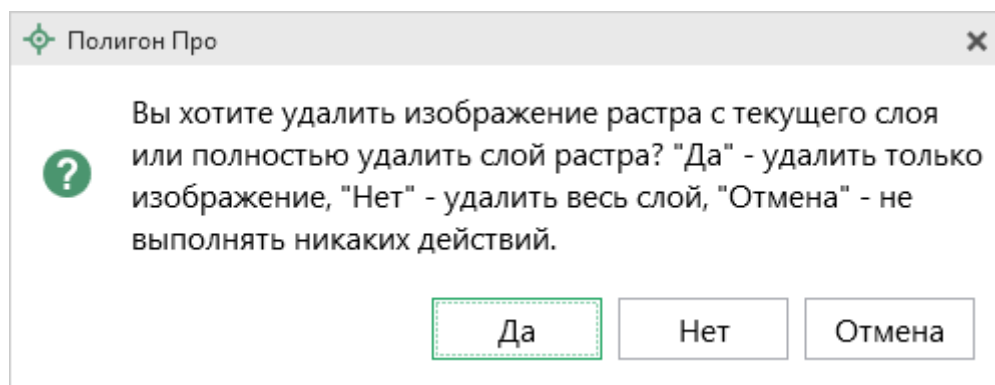 Полигон Про
Вы хотите удалить изображение растра с текущего слоя
или полностью удалить слой растра? "Да" - удалить только
изображение, "Нет" - удалить весь слой, "Отмена" - не
выполнять никаких действий.
Да Нет Отмена